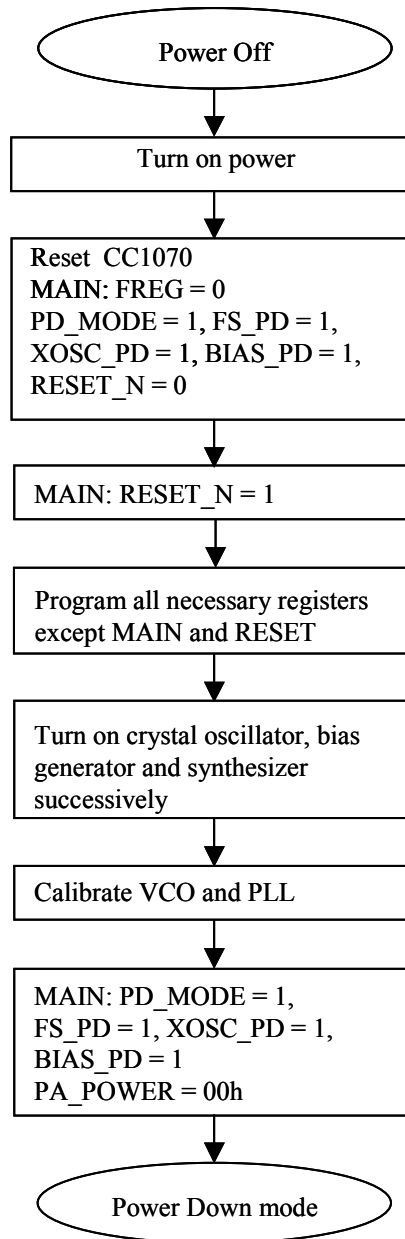 Power Off
Turn on power
Reset CC1070
MAIN: FREG = 0
PD_MODE = 1, FS_PD = 1,
XOSC_PD = 1, BIAS_PD = 1,
RESET_N = 0
MAIN: RESET_N = 1
Program all necessary registers
except MAIN and RESET
Turn on crystal oscillator, bias
generator and synthesizer
successively
Calibrate VCO and PLL
MAIN: PD_MODE = 1,
FS_PD = 1, XOSC_PD = 1,
BIAS_PD = 1
PA_POWER = 00h
Power Down mode